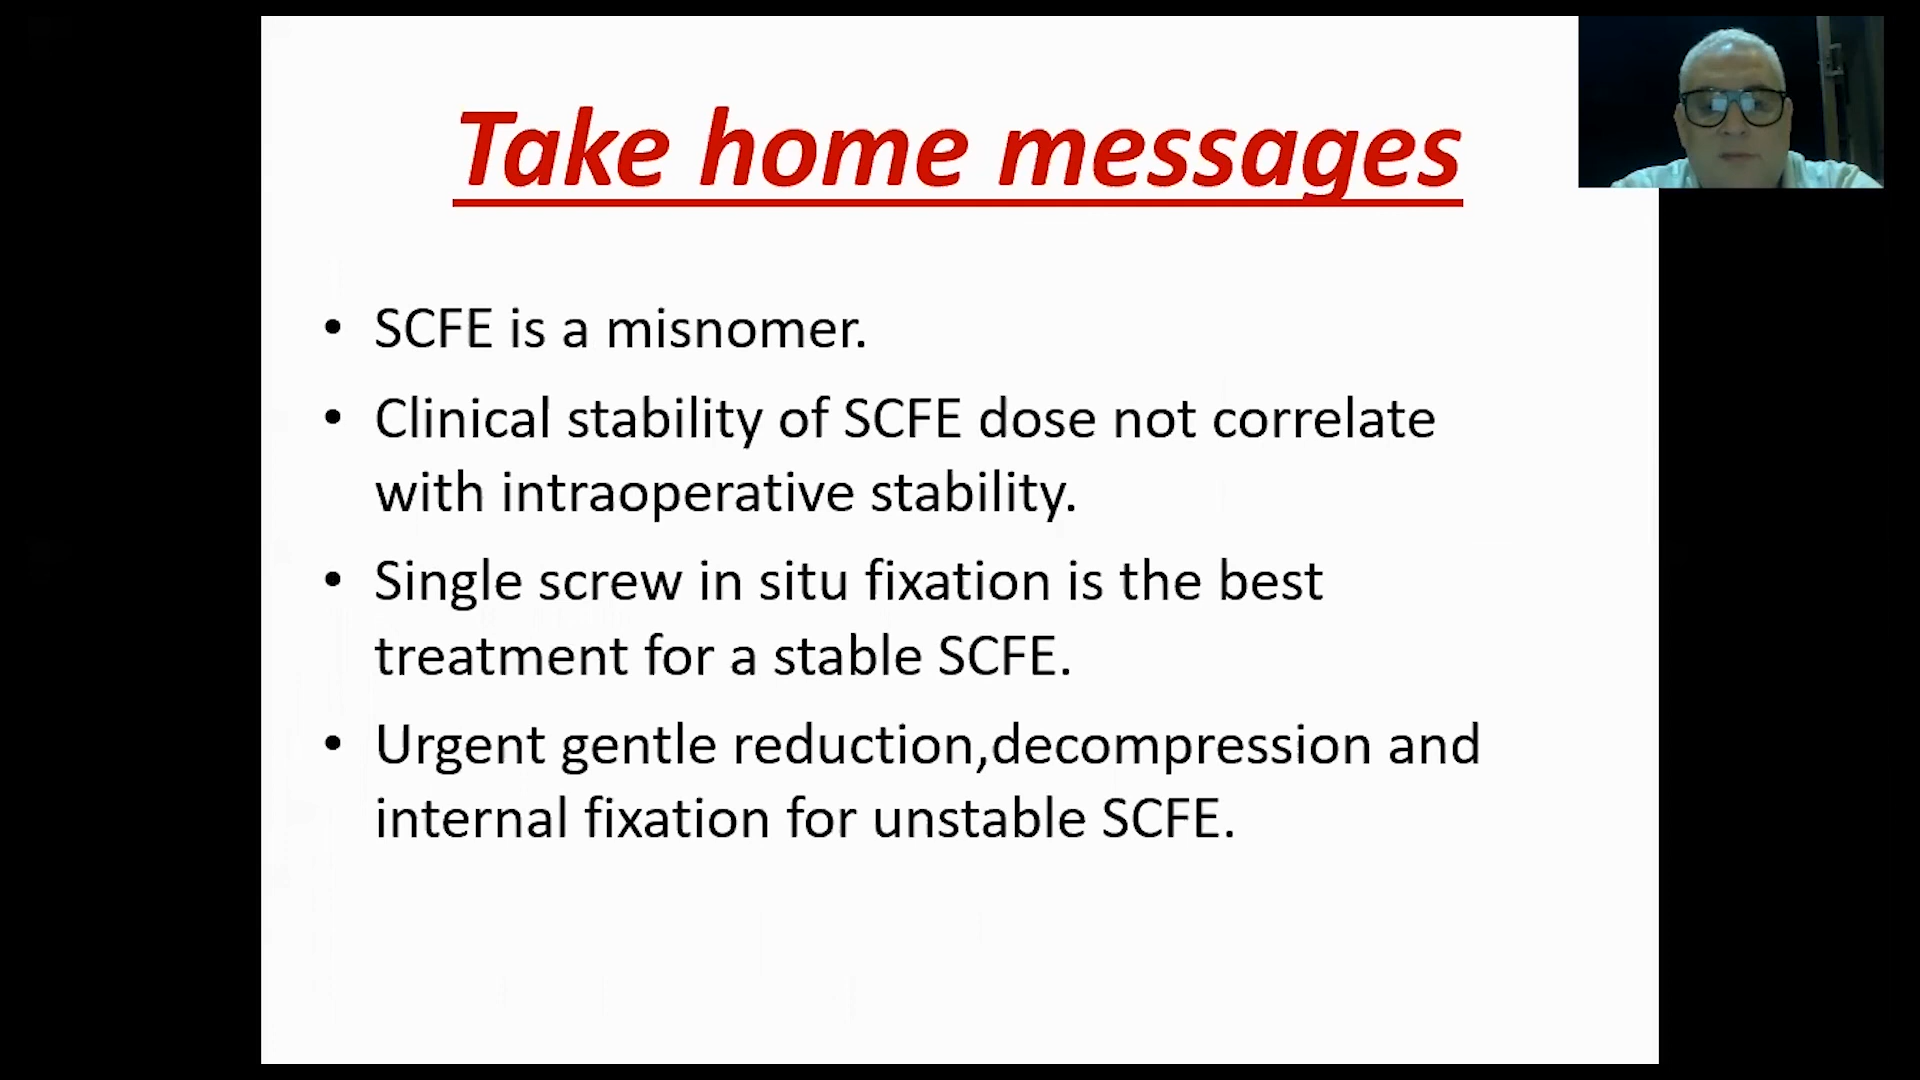 Take home messages
• SCFE is a misnomer.
• Clinical stability of SCFE dose not correlate
with intraoperative stability.
• Single screw in situ fixation is the best
treatment for a stable SCFE.
• Urgent gentle reduction,decompression and
internal fixation for unstable SCFE.